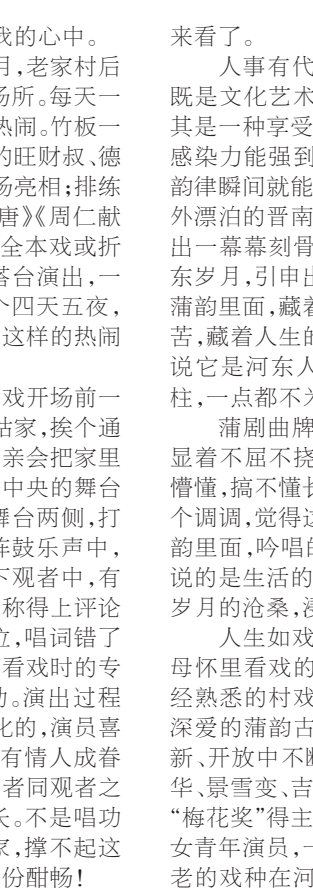 我的心中。
月,老家村后
场所。每天一
热闹。竹板一
的旺财叔、德
场亮相;排练
唐》《周仁献
全本戏或折
搭台演出,一
个四天五夜,
这样的热闹
戏开场前一
姑家,挨个通
亲会把家里
中央的舞台
舞台两侧,打
阵鼓乐声中,
下观者中,有
称得上评论
位,唱词错了
看戏时的专
功。演出过程
化的,演员喜
有情人成眷
者同观者之
长。不是唱功
家,撑不起这
份酣畅!
来看了。
人事有代
既是文化艺术
其是一种享受
感染力能强到
韵律瞬间就能
外漂泊的晋南
出一幕幕刻骨
东岁月,引申出
蒲韵里面,藏着
苦,藏着人生的
说它是河东人
柱,一点都不为
蒲剧曲牌
显着不屈不挠
懵懂,搞不懂长
个调调,觉得这
韵里面,吟唱的
说的是生活的
岁月的沧桑,浸
人生如戏
母怀里看戏的
经熟悉的村戏
深爱的蒲韵古
新、开放中不断
华、景雪变、吉
“梅花奖”得主
女青年演员,一
老的戏种在河